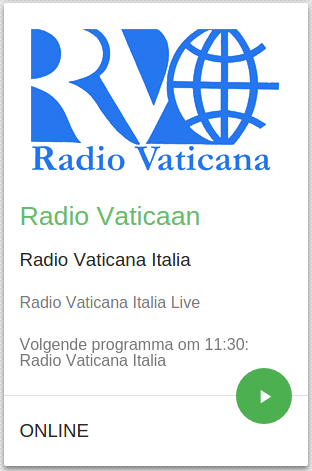 RV
Radio Vaticana
Radio Vaticaan
Radio Vaticana Italia
Radio Vaticana Italia Live
Volgende programma om 11:30:
Radio Vaticana Italia
ONLINE